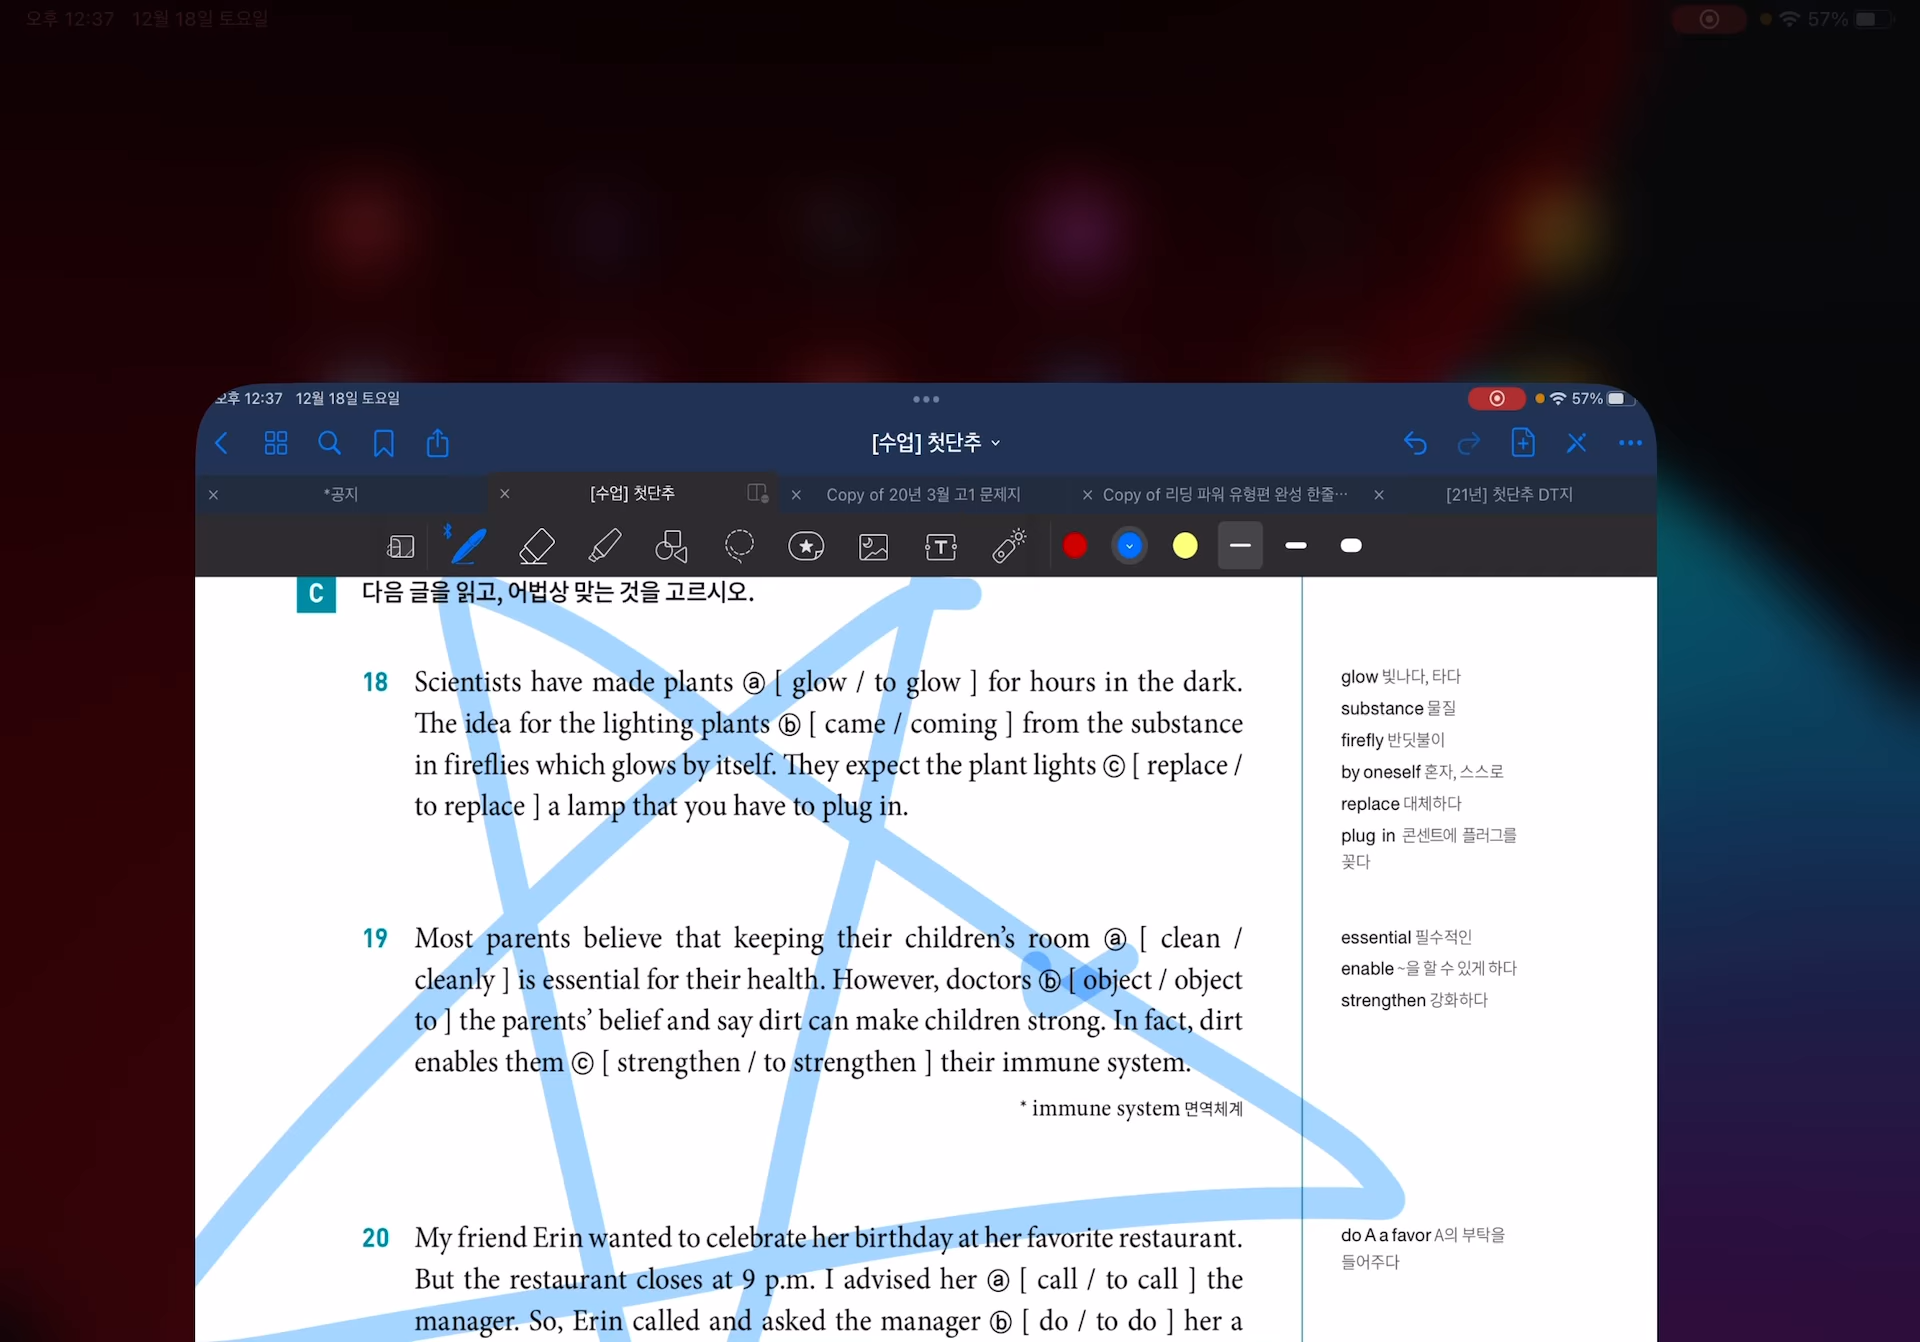 오후 12:37 12월 18일 토요일
57%
오후 12:37 12월 18일 토요일
57%
[수업] 첫단추
*공지
[수업] 첫단추
Copy of 20년 3월 고1 문제지
Copy of 리딩 파워 유형편 완성 한줄…
[21년] 첫단추 DT지
C 다음 글을 읽고, 어법상 맞는 것을 고르시오.
18 Scientists have made plants ⓐ [ glow / to glow ] for hours in the dark.
The idea for the lighting plants ⓑ [ came / coming ] from the substance
in fireflies which glows by itself. They expect the plant lights ⓒ [ replace /
to replace ] a lamp that you have to plug in.
glow 빛나다, 타다
substance 물질
firefly 반딧불이
by oneself 혼자, 스스로
replace 대체하다
plug in 콘센트에 플러그를
꽂다
19 Most parents believe that keeping their children’s room ⓐ [ clean /
cleanly ] is essential for their health. However, doctors ⓑ [ object / object
to ] the parents’ belief and say dirt can make children strong. In fact, dirt
enables them ⓒ [ strengthen / to strengthen ] their immune system.
* immune system 면역체계
essential 필수적인
enable ~을 할 수 있게 하다
strengthen 강화하다
20 My friend Erin wanted to celebrate her birthday at her favorite restaurant.
But the restaurant closes at 9 p.m. I advised her ⓐ [ call / to call ] the
manager. So, Erin called and asked the manager ⓑ [ do / to do ] her a
do A a favor A의 부탁을
들어주다